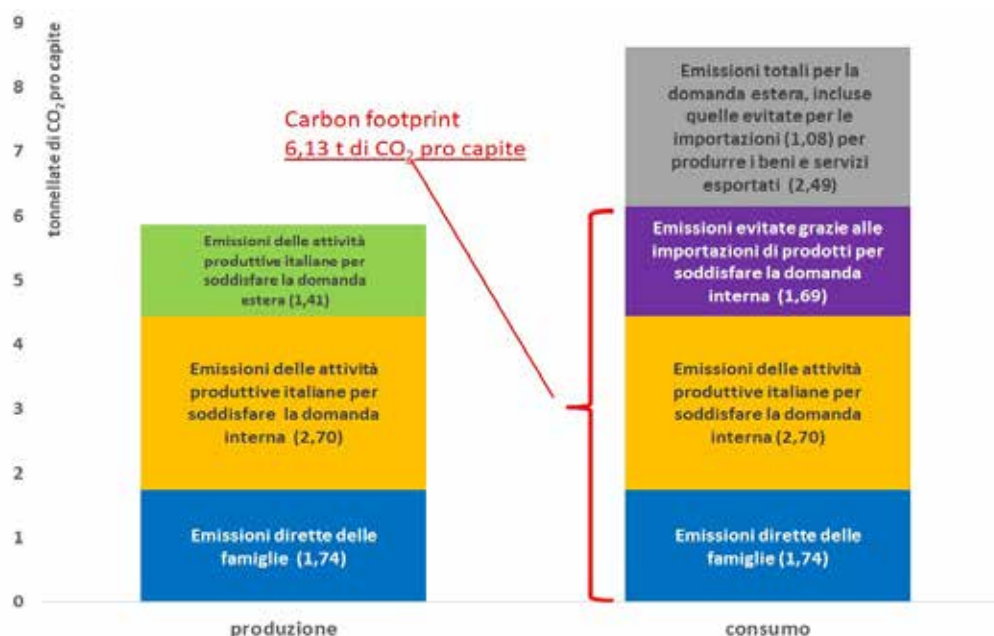 9
8
7
6
5
4
3
2
1
0
tonnellate di CO₂ pro capite
Carbon footprint
6,13 t di CO₂ pro capite
Emissioni delle attività
produttive italiane per
soddisfare la domanda
estera (1,41)
Emissioni delle attività
produttive italiane per
soddisfare la domanda
interna (2,70)
Emissioni dirette delle
famiglie (1,74)
produzione
Emissioni totali per la
domanda estera, incluse
quelle evitate per le
importazioni (1,08) per
produrre i beni e servizi
esportati (2,49)
Emissioni evitate grazie alle
importazioni di prodotti per
soddisfare la domanda
interna (1,69)
Emissioni delle attività
produttive italiane per
soddisfare la domanda
interna (2,70)
Emissioni dirette delle
famiglie (1,74)
consumo